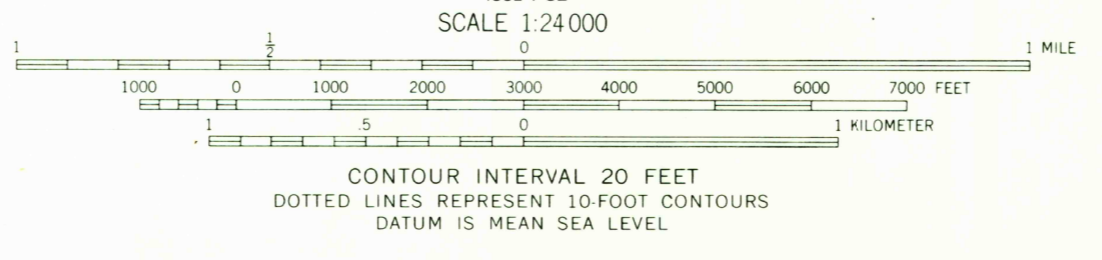 SCALE 1:24 000
1 1/2 0 1 MILE
1000 0 1000 2000 3000 4000 5000 6000 7000 FEET
1 .5 0 1 KILOMETER
CONTOUR INTERVAL 20 FEET
DOTTED LINES REPRESENT 10-FOOT CONTOURS
DATUM IS MEAN SEA LEVEL